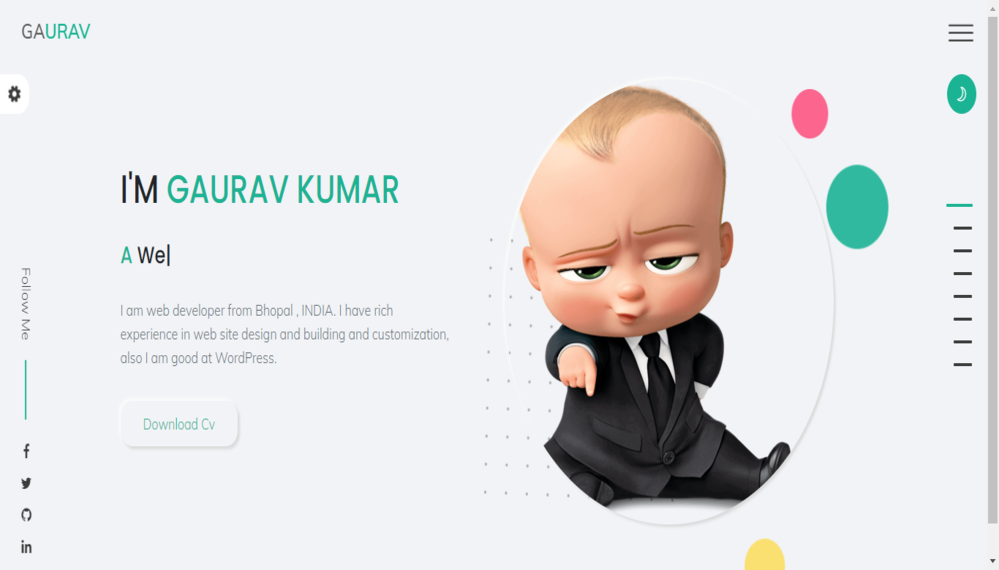 GAURAV
I'M GAURAV KUMAR
A We|
I am web developer from Bhopal , INDIA. I have rich
experience in web site design and building and customization,
also I am good at WordPress.
Download Cv
Follow Me